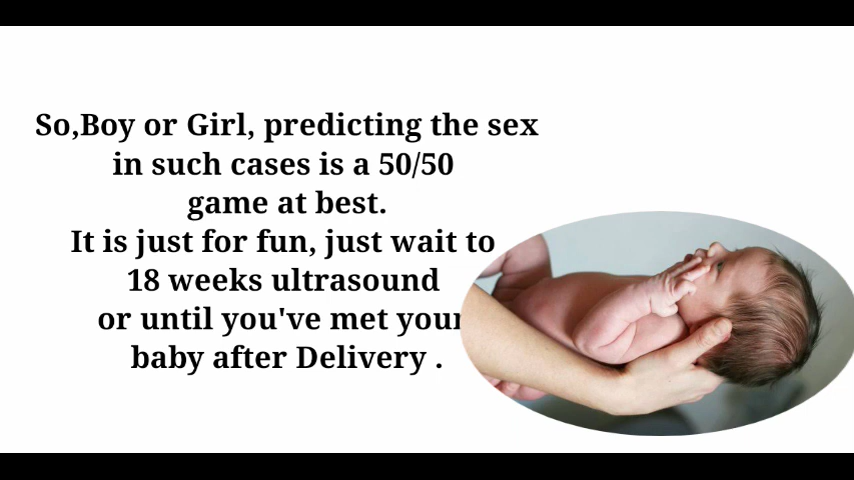 So,Boy or Girl, predicting the sex
in such cases is a 50/50
game at best.
It is just for fun, just wait to
18 weeks ultrasound
or until you've met your
baby after Delivery .